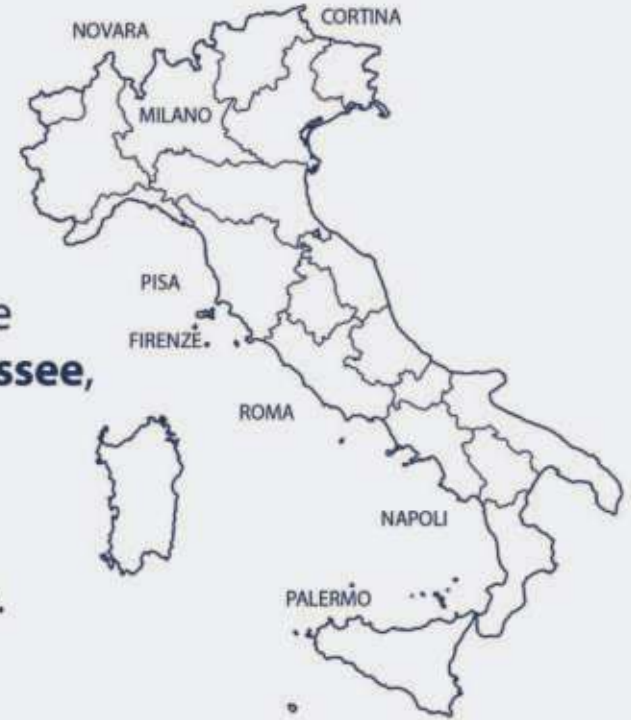 CORTINA
NOVARA
MILANO
PISA
e
FIRENZE
ssee,
ROMA
NAPOLI
PALERMO
.